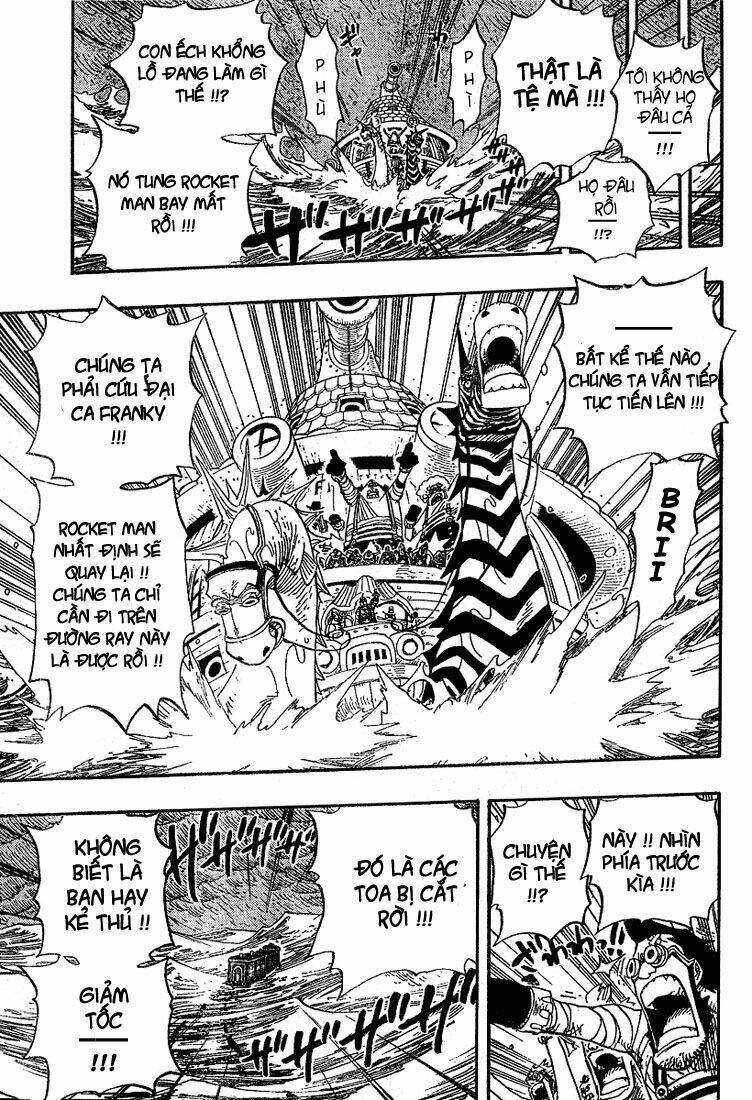 TÔI KHÔNG
THẤY HỌ
ĐÂU CẢ
!!!
HỌ ĐÂU
RỒI
!!?
THẬT LÀ
TỆ MÀ !!!
PHÌ
PHÙ
CON ẾCH KHỔNG
LỒ ĐANG LÀM GÌ
THẾ !!?
NÓ TUNG ROCKET
MAN BAY MẤT
RỒI !!!
BẤT KỂ THẾ NÀO,
CHÚNG TA VẪN TIẾP
TỤC TIẾN LÊN !!!
BRII
CHÚNG TA
PHẢI CỨU ĐẠI
CA FRANKY
!!!
ROCKET MAN
NHẤT ĐỊNH SẼ
QUAY LẠI !!
CHÚNG TA CHỈ
CẦN ĐI TRÊN
ĐƯỜNG RAY NÀY
LÀ ĐƯỢC RỒI !!
NÀY !! NHÌN
PHÍA TRƯỚC
KÌA !!!
CHUYỆN
GÌ THẾ
!!?
ĐÓ LÀ CÁC
TOA BỊ CẮT
RỜI !!!
KHÔNG
BIẾT LÀ
BẠN HAY
KẺ THỦ !!
GIẢM
TỐC
!!!